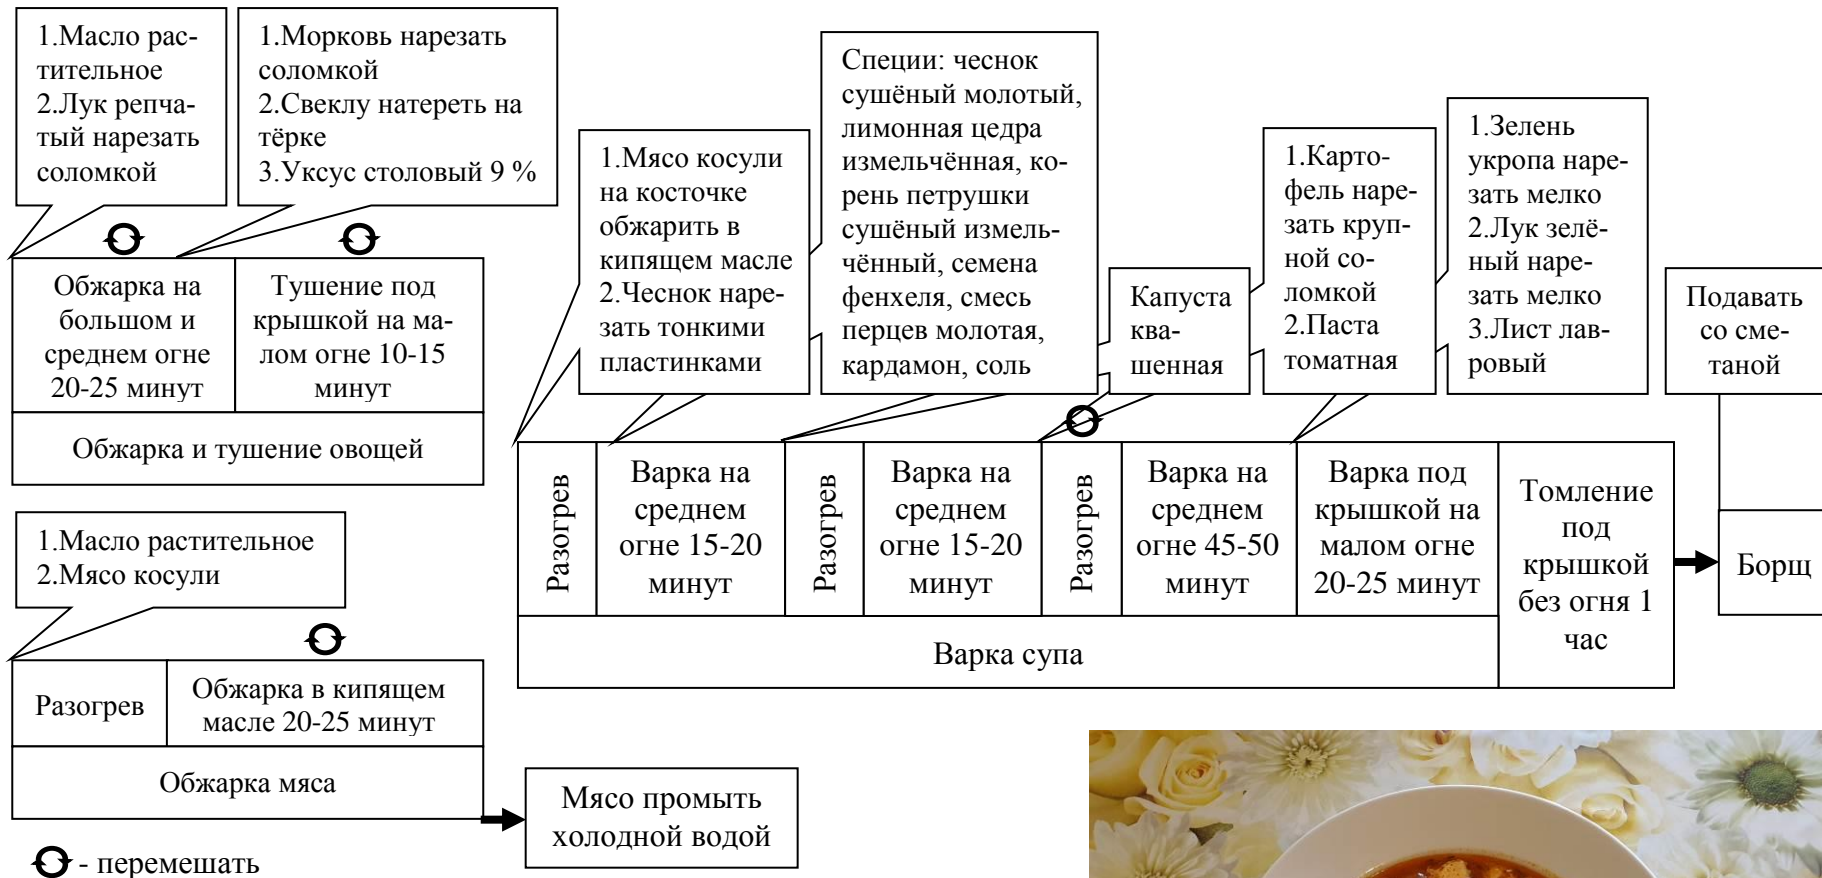 1.Масло рас-
тительное
2.Лук репча-
тый нарезать
соломкой
1.Морковь нарезать
соломкой
2.Свеклу натереть на
тёрке
3.Уксус столовый 9 %
Обжарка на
большом и
среднем огне
20-25 минут
Тушение под
крышкой на ма-
лом огне 10-15
минут
Обжарка и тушение овощей
1.Масло растительное
2.Мясо косули
Разогрев
Обжарка в кипящем
масле 20-25 минут
Обжарка мяса
Мясо промыть
холодной водой
- перемешать
1.Мясо косули
на косточке
обжарить в
кипящем масле
2.Чеснок наре-
зать тонкими
пластинками
Специи: чеснок
сушёный молотый,
лимонная цедра
измельчённая, ко-
рень петрушки
сушёный измель-
чённый, семена
фенхеля, смесь
перцев молотая,
кардамон, соль
Капуста
ква-
шенная
1.Карто-
фель наре-
зать круп-
ной со-
ломкой
2.Паста
томатная
1.Зелень
укропа наре-
зать мелко
2.Лук зелё-
ный наре-
зать мелко
3.Лист лав-
ровый
Подавать
со сме-
таной
Разогрев
Варка на
среднем
огне 15-20
минут
Разогрев
Варка на
среднем
огне 15-20
минут
Разогрев
Варка на
среднем
огне 45-50
минут
Варка под
крышкой на
малом огне
20-25 минут
Томление
под
крышкой
без огня 1
час
Варка супа
Борщ